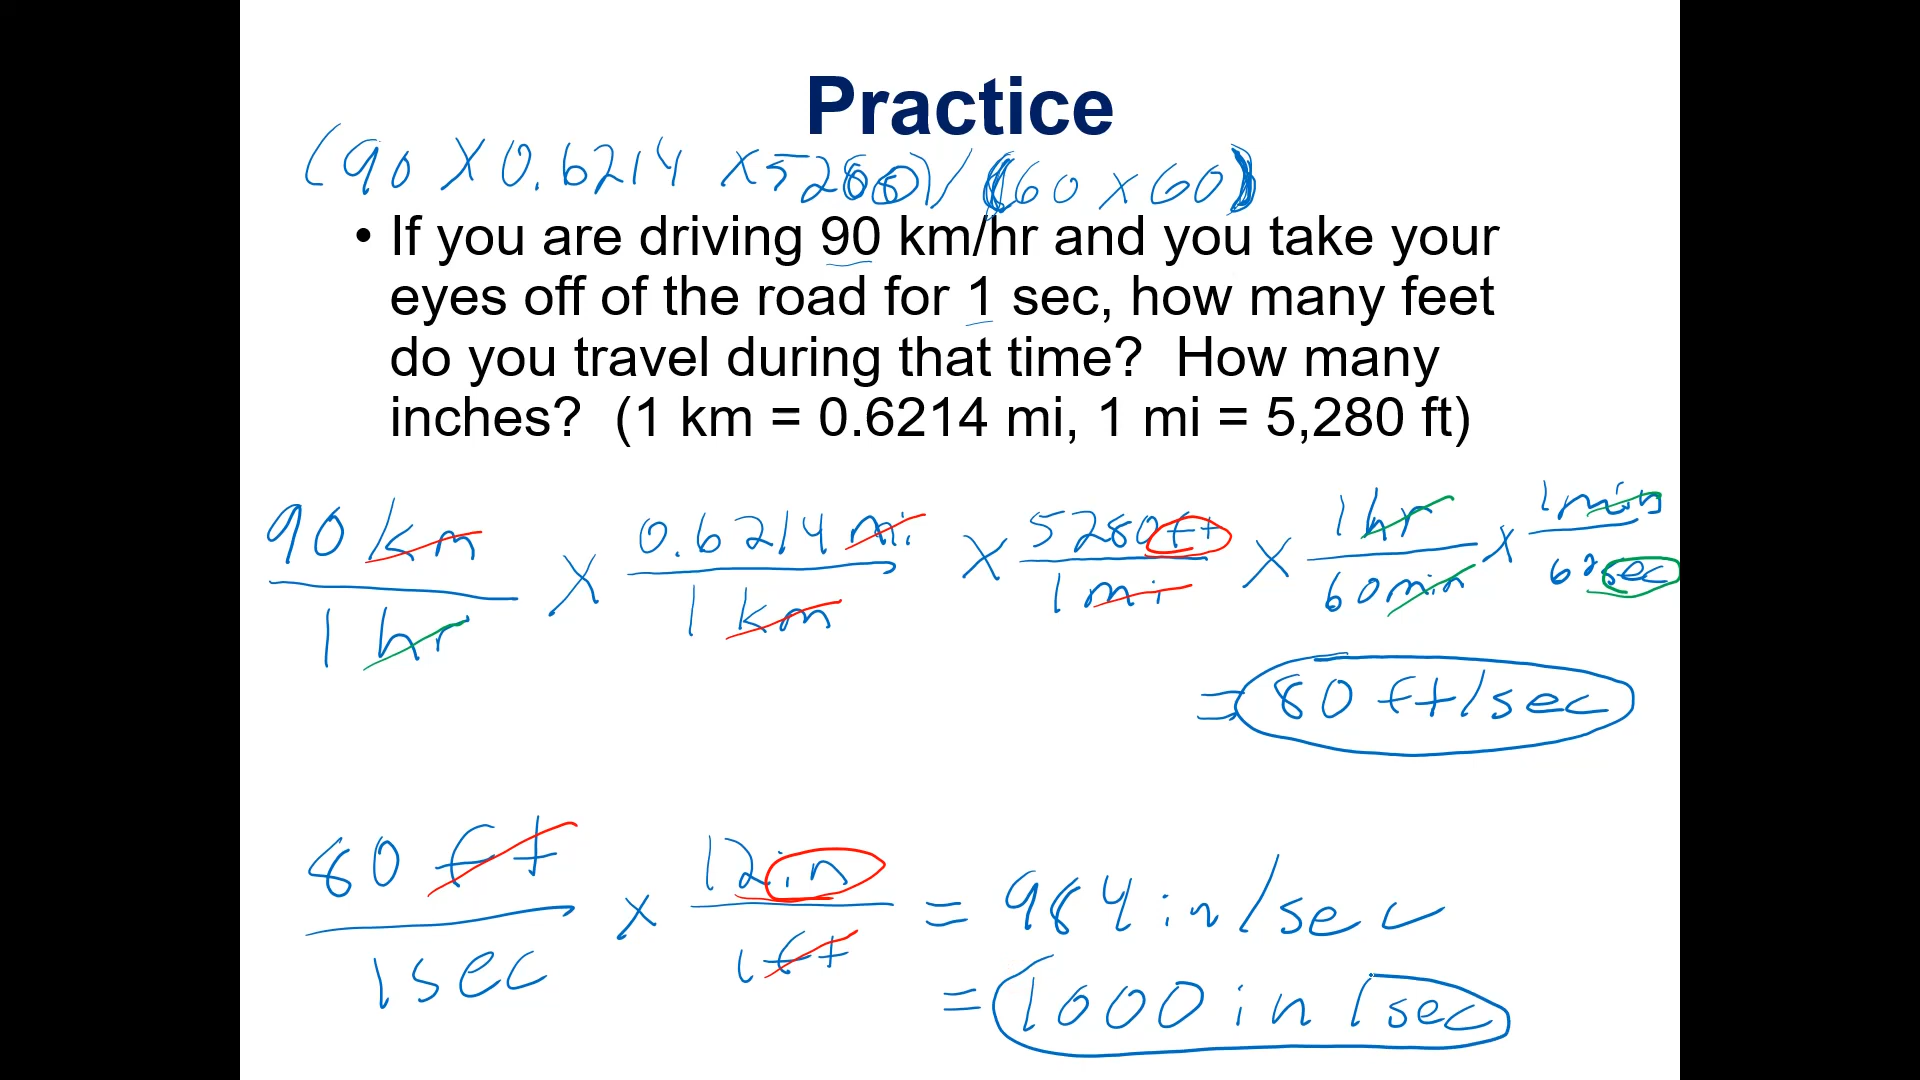 Practice
(90 X 0.6214 X 5280) / (60 X 60)
• If you are driving 90 km/hr and you take your
eyes off of the road for 1 sec, how many feet
do you travel during that time? How many
inches? (1 km = 0.6214 mi, 1 mi = 5,280 ft)
90 km / 1 hr X 0.6214 mi / 1 km X 5280 ft / 1 mi X 1 hr / 60 min X 1 min / 60 sec
= 80 ft/sec
80 ft / 1 sec X 12 in / 1 ft = 984 in/sec
= 1000 in/sec